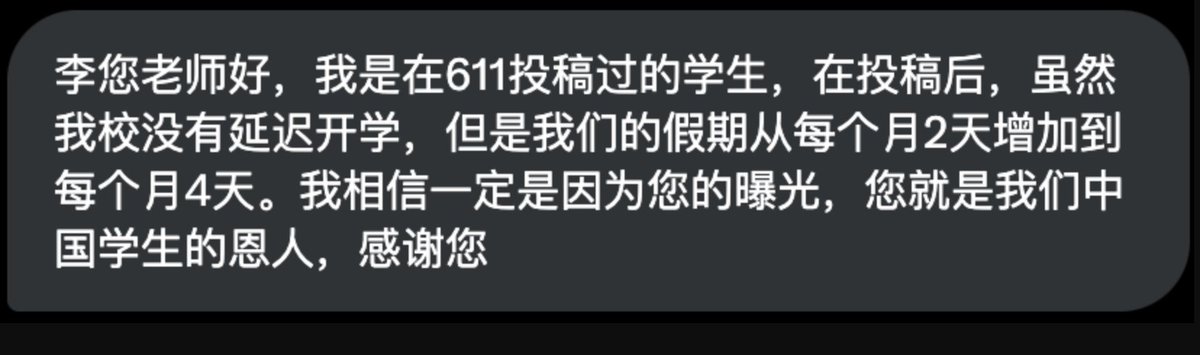 李您老师好，我是在611投稿过的学生，在投稿后，虽然
我校没有延迟开学，但是我们的假期从每个月2天增加到
每个月4天。我相信一定是因为您的曝光，您就是我们中
国学生的恩人，感谢您